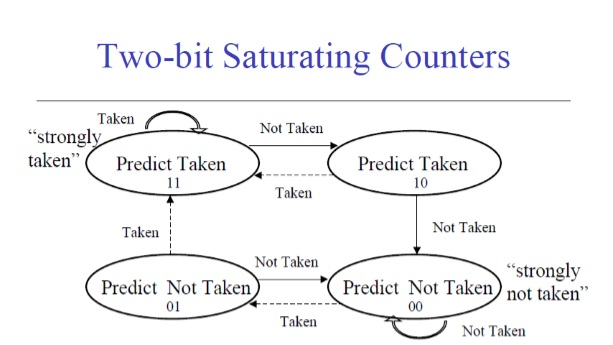 Two-bit Saturating Counters
Taken
Not Taken
“strongly
taken”
Predict Taken
11
Predict Taken
10
Taken
Taken
Not Taken
Not Taken
Predict Not Taken
01
Predict Not Taken
00
“strongly
not taken”
Taken
Not Taken